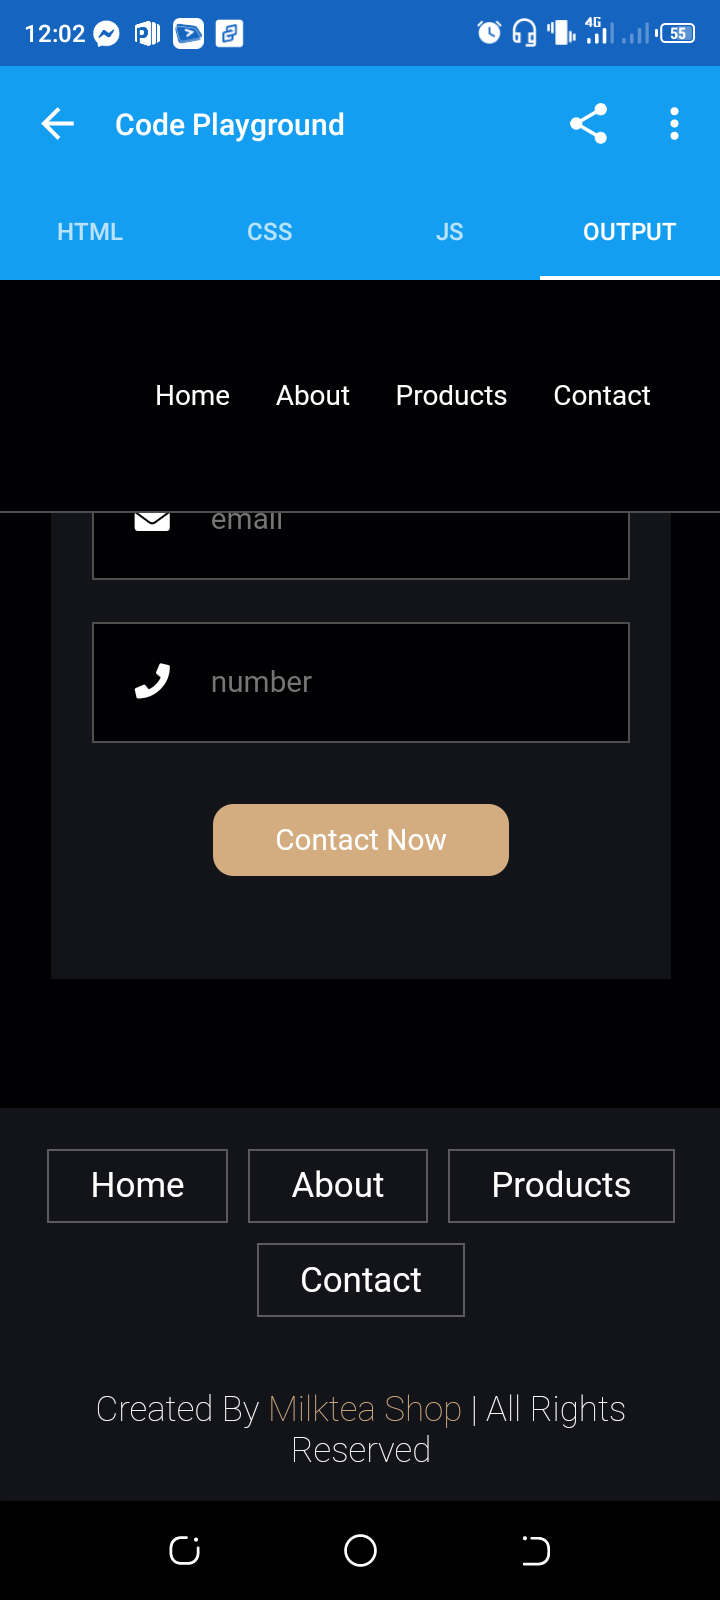 12:02 4G 55
Code Playground
HTML CSS JS OUTPUT
Home About Products Contact
email
number
Contact Now
Home About Products
Contact
Created By Milktea Shop | All Rights
Reserved